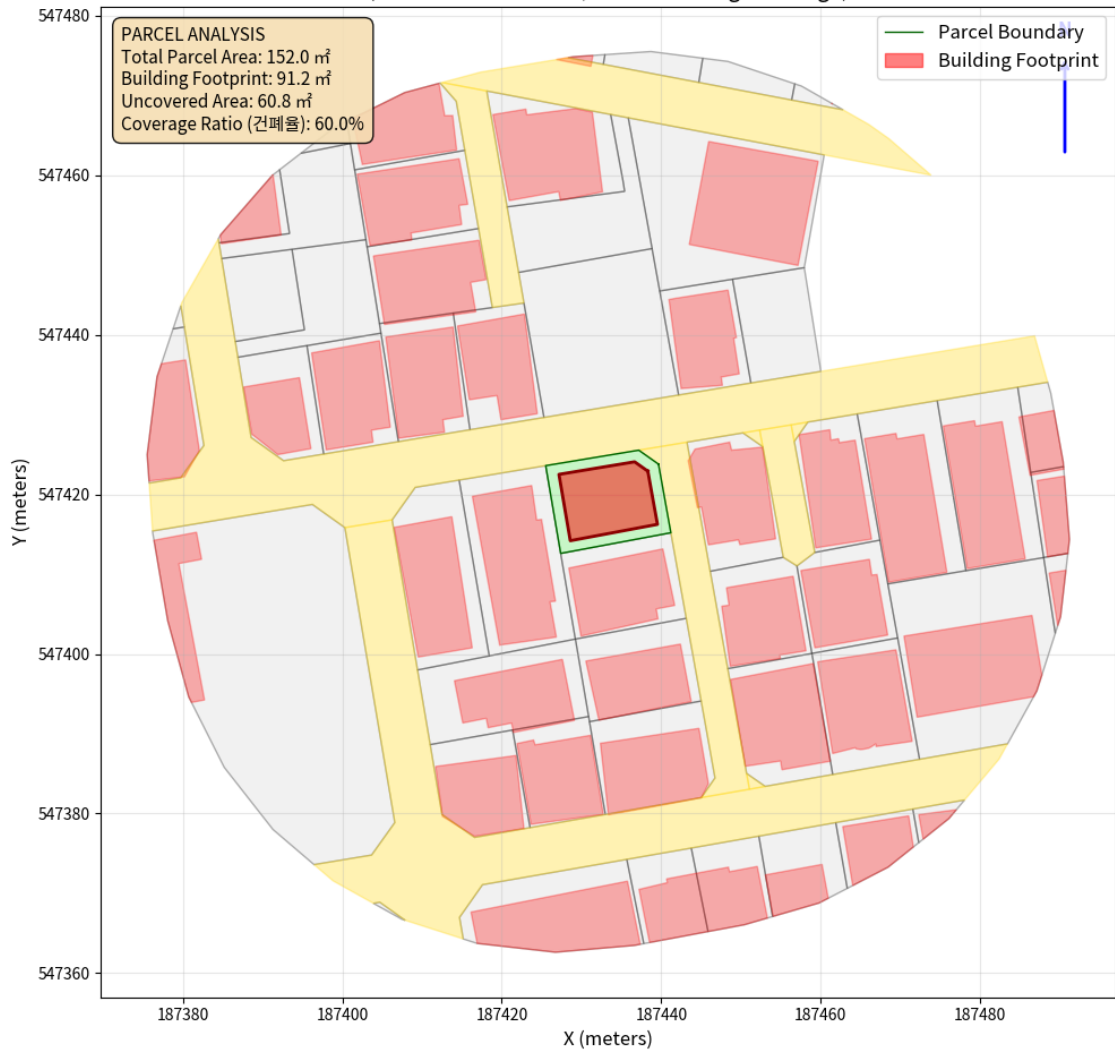 PARCEL ANALYSIS
Total Parcel Area: 152.0 ㎡
Building Footprint: 91.2 ㎡
Uncovered Area: 60.8 ㎡
Coverage Ratio (건폐율): 60.0%
Parcel Boundary
Building Footprint
N
547480
547460
547440
547420
547400
547380
547360
Y (meters)
187380
187400
187420
187440
187460
187480
X (meters)